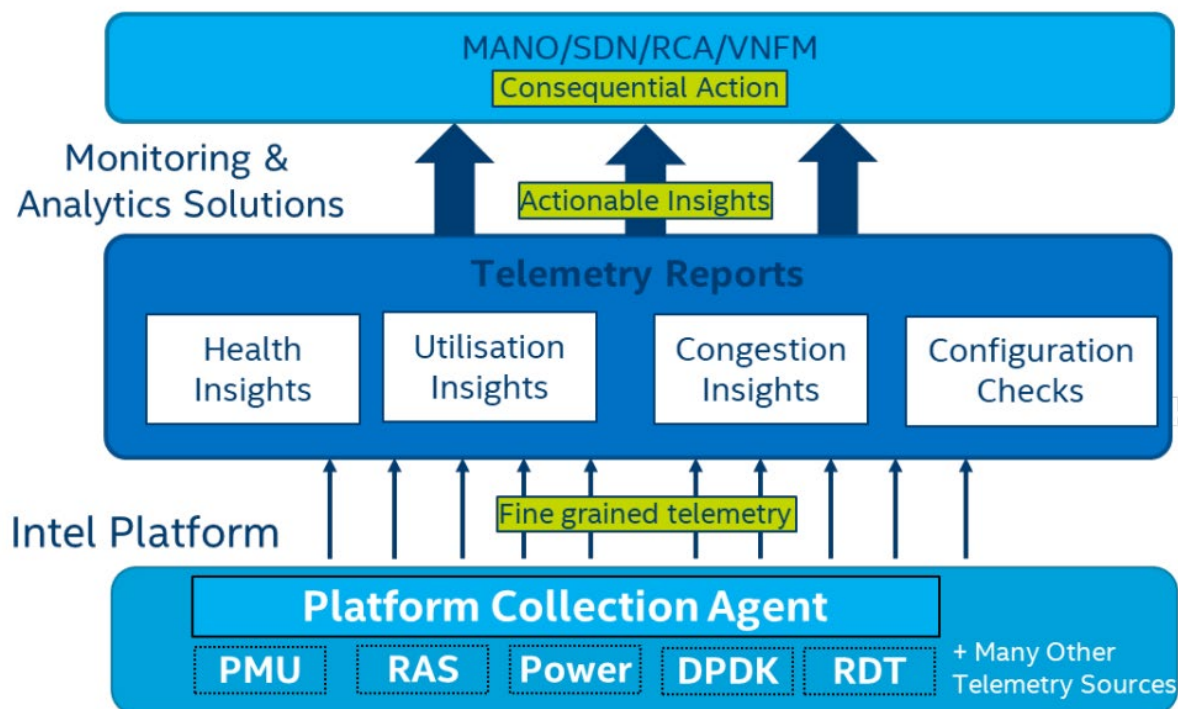 MANO/SDN/RCA/VNFM
Consequential Action
Monitoring &
Analytics Solutions
Actionable Insights
Telemetry Reports
Health
Insights
Utilisation
Insights
Congestion
Insights
Configuration
Checks
Intel Platform
Fine grained telemetry
Platform Collection Agent
PMU
RAS
Power
DPDK
RDT
+ Many Other
Telemetry Sources